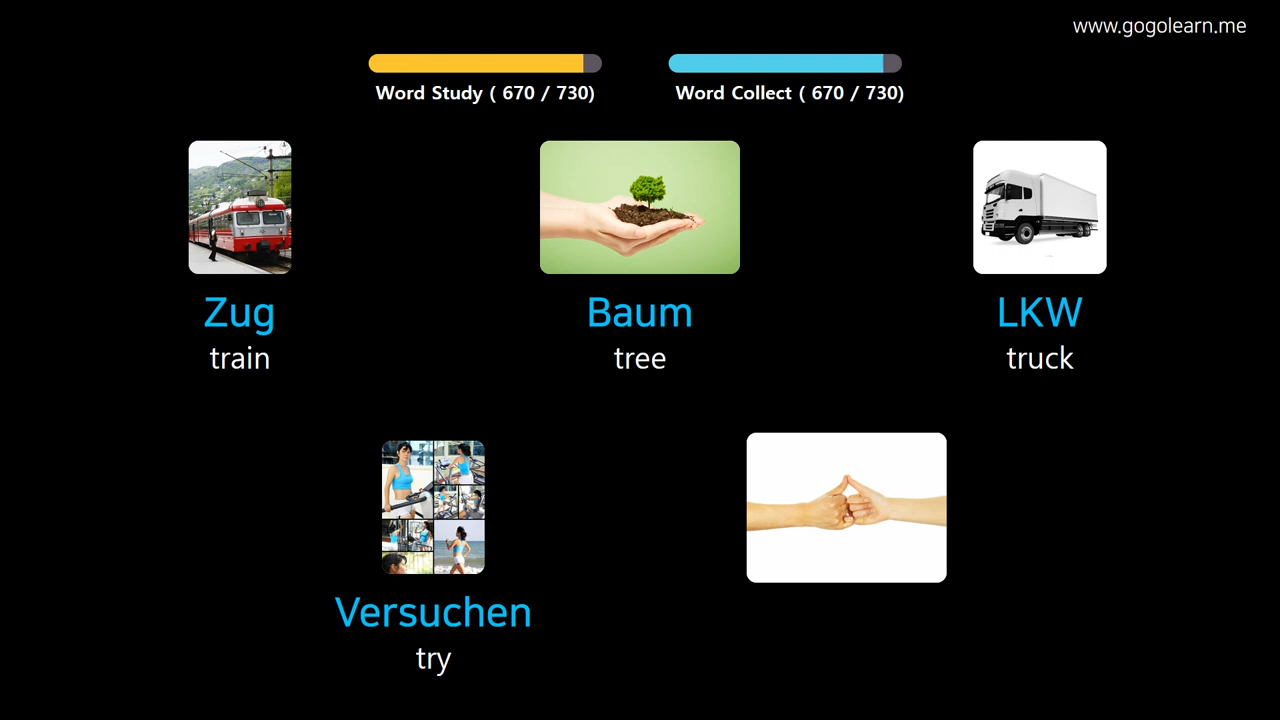 www.gogolearn.me
Word Study ( 670 / 730)
Word Collect ( 670 / 730)
Zug
train
Baum
tree
LKW
truck
Versuchen
try